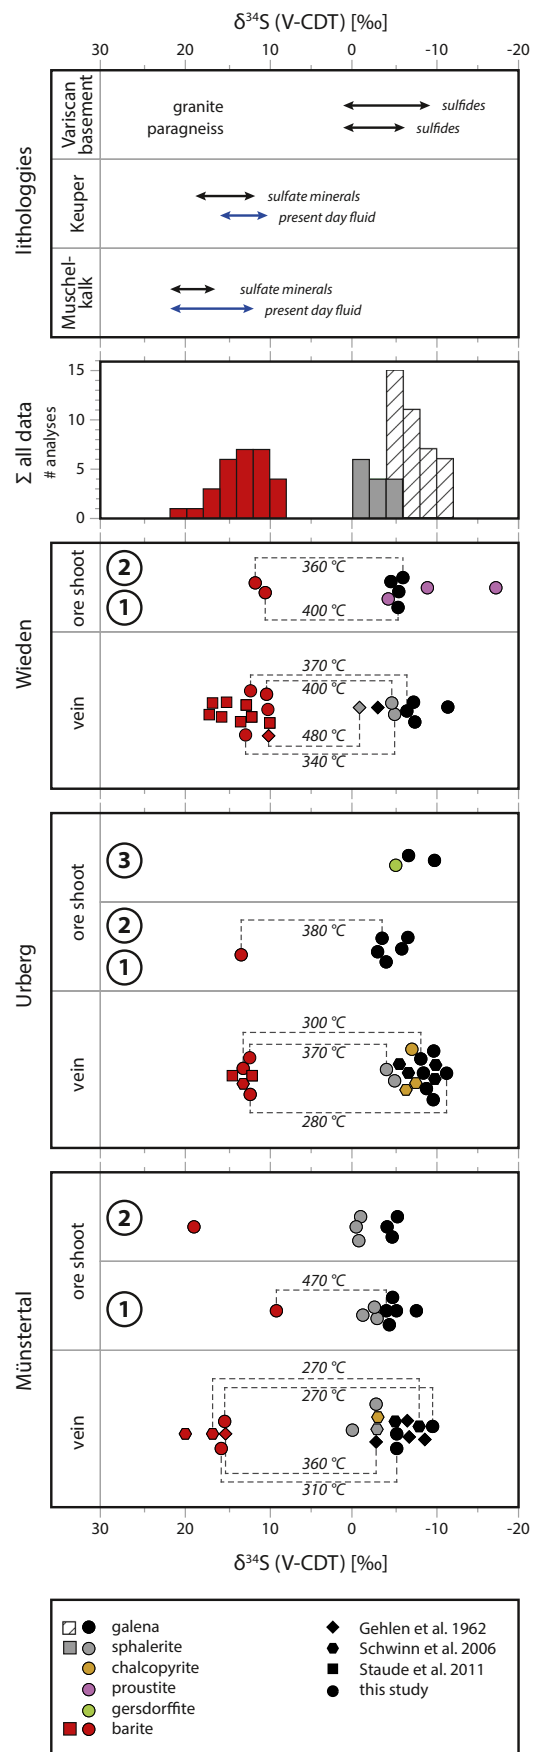 δ³⁴S (V-CDT) [‰]
30 20 10 0 -10 -20
lithologgies
Variscan
basement
granite
sulfides
paragneiss
sulfides
Keuper
sulfate minerals
present day fluid
Muschel-
kalk
sulfate minerals
present day fluid
Σ all data
# analyses
15
10
5
0
Wieden
ore shoot
2
1
360 °C
400 °C
vein
370 °C
400 °C
480 °C
340 °C
Urberg
ore shoot
3
2
1
380 °C
vein
300 °C
370 °C
280 °C
Münstertal
ore shoot
2
1
470 °C
vein
270 °C
270 °C
360 °C
310 °C
30 20 10 0 -10 -20
δ³⁴S (V-CDT) [‰]
galena
sphalerite
chalcopyrite
proustite
gersdorffite
barite
Gehlen et al. 1962
Schwinn et al. 2006
Staude et al. 2011
this study